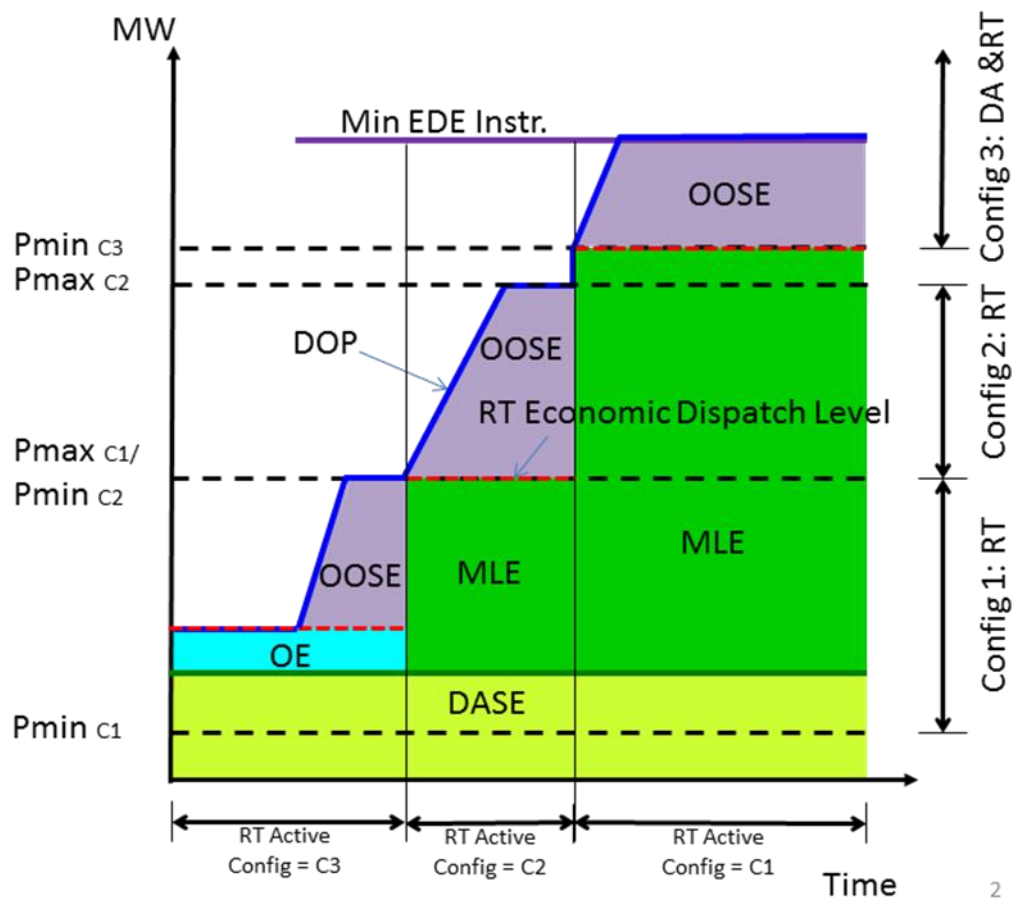 MW
Min EDE Instr.
OOSE
Pmin C3
Pmax C2
DOP
OOSE
RT Economic Dispatch Level
Pmax C1/
Pmin C2
OOSE
MLE
MLE
OE
DASE
Pmin C1
Config 3: DA &RT
Config 2: RT
Config 1: RT
RT Active
Config = C3
RT Active
Config = C2
RT Active
Config = C1
Time
2